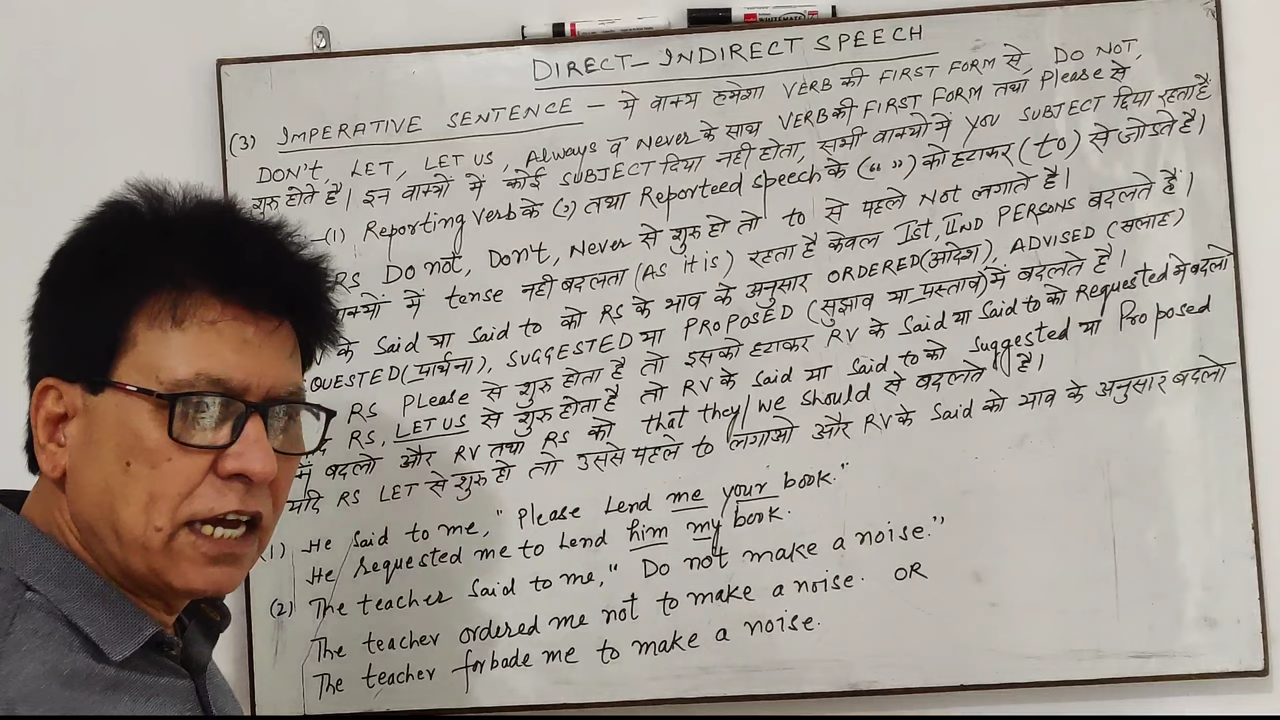 WHITEMATE
DIRECT-INDIRECT SPEECH
(3) IMPERATIVE SENTENCE - ये वाक्य हमेशा VERB की FIRST FORM से, DO NOT,
DON'T, LET, LET US, Always व Never के साथ VERB की FIRST FORM तथा Please से
शुरु होते है। इन वाक्यों में कोई SUBJECT दिया नही होता, सभी वाक्यो में YOU SUBJECT दिया रहता है
(1) Reporting Verb के (,) तथा Reporteed Speech के (“ ”) को हटाकर (to) से जोडते है।
RS Do not, Don't, Never से शुरु हो तो to से पहले Not लगाते है।
वाक्यों में tense नही बदलता (As it is) रहता है केवल Ist, IInd PERSONS बदलते हैं।
के Said या Said to को RS के भाव के अनुसार ORDERED (आदेश), ADVISED (सलाह)
QUESTED (प्रार्थना), SUGGESTED या PROPOSED (सुझाव या प्रस्ताव) में बदलते है।
RS Please से शुरु होता है तो इसको हटाकर RV के Said या Said to को Requested मे बदलो
RS, LET US से शुरु होता है तो RV के Said या Said to को Suggested या Proposed
में बदलो और RV तथा RS को that they/we should से बदलते है।
यदि RS LET से शुरु हो तो उससे पहले to लगाओ और RV के Said को भाव के अनुसार बदलो
(1) He Said to me, "Please Lend me your book."
He requested me to Lend him my book.
(2) The teacher Said to me, " Do not make a noise."
The teacher ordered me not to make a noise. OR
The teacher forbade me to make a noise.